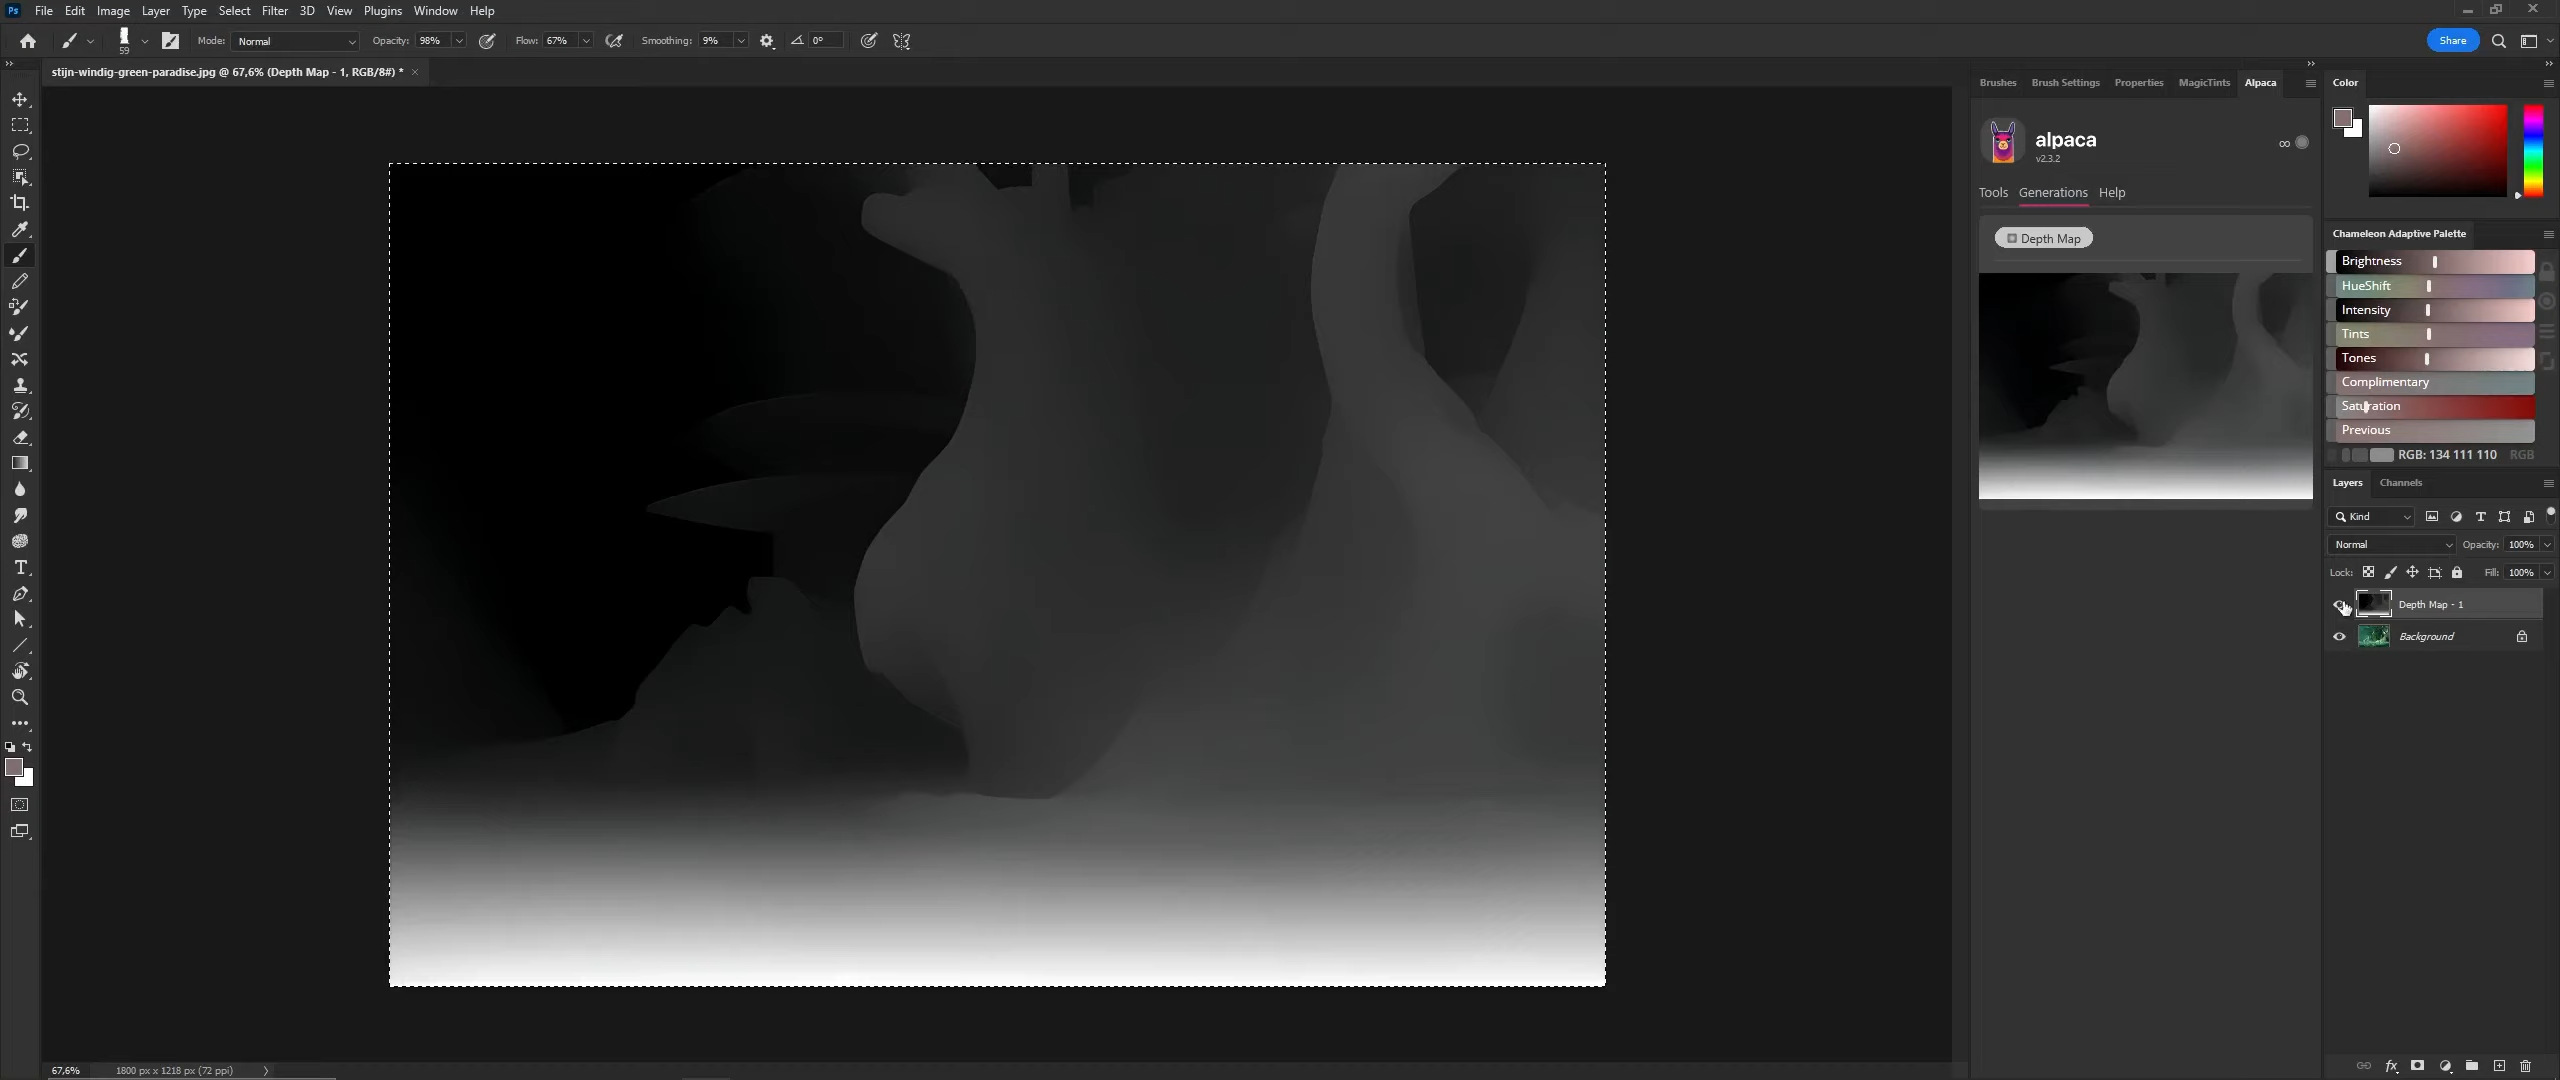 Ps File Edit Image Layer Type Select Filter 3D View Plugins Window Help
59 Mode: Normal Opacity: 98% Flow: 67% Smoothing: 9% 0° Share
stijn-windig-green-paradise.jpg @ 67,6% (Depth Map - 1, RGB/8#) *
Brushes Brush Settings Properties MagicTints Alpaca
alpaca
v2.3.2
Tools Generations Help
Depth Map
Color
Chameleon Adaptive Palette
Brightness
HueShift
Intensity
Tints
Tones
Complimentary
Saturation
Previous
RGB: 134 111 110 RGB
Layers Channels
Kind
Normal Opacity: 100%
Lock: Fill: 100%
Depth Map - 1
Background
67,6% 1800 px x 1218 px (72 ppi)